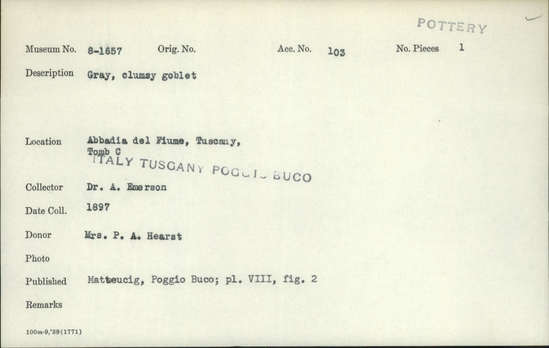 POTTERY
Museum No. 8-1657 Orig. No. Acc. No. 103 No. Pieces 1
Description Gray, clumsy goblet
Location Abbadia del Fiume, Tuscany,
Tomb C
ITALY TUSCANY POGGIO BUCO
Collector Dr. A. Emerson
Date Coll. 1897
Donor Mrs. P. A. Hearst
Photo
Published Matteucig, Poggio Buco; pl. VIII, fig. 2
Remarks
100m-9,'39(1771)